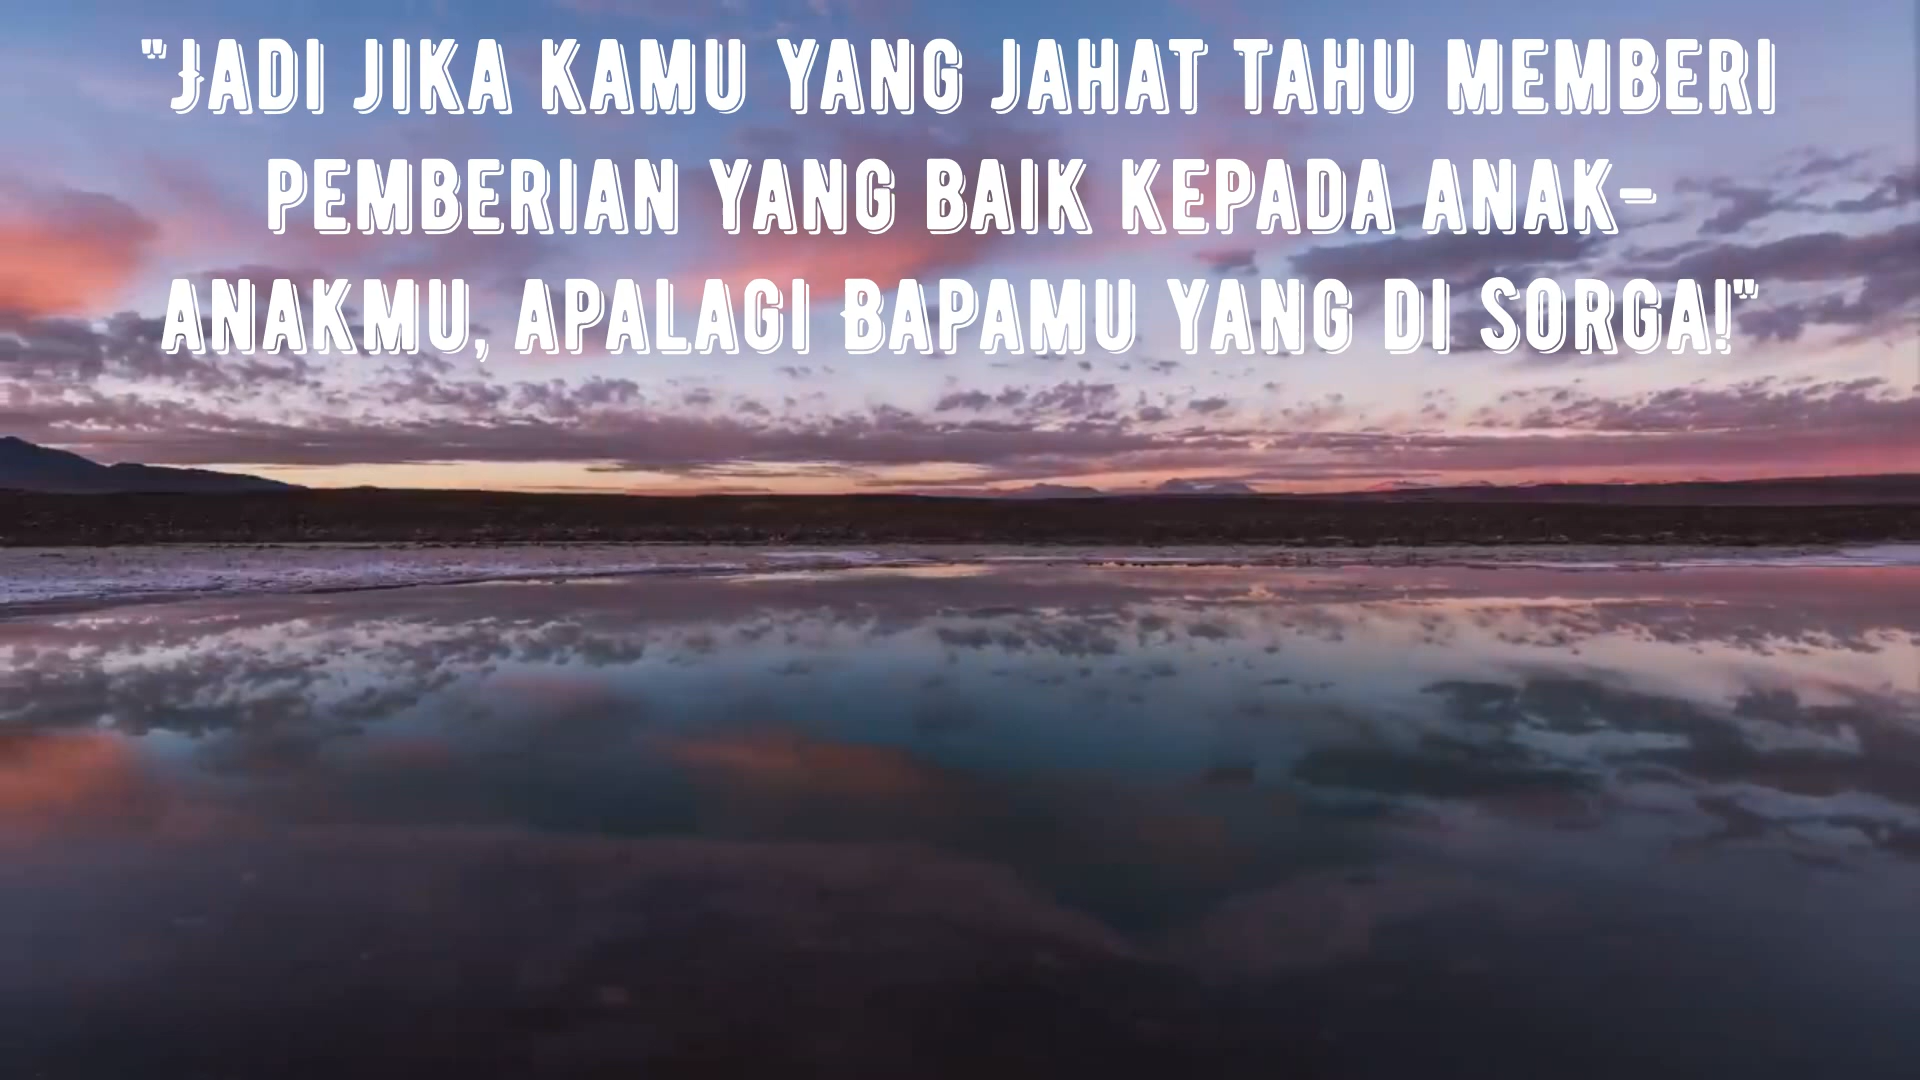 "Jadi jika kamu yang jahat tahu memberi
pemberian yang baik kepada anak-
anakmu, apalagi Bapamu yang di sorga!"